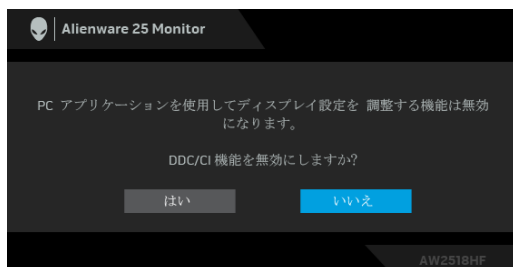 Alienware 25 Monitor
PC アプリケーションを使用してディスプレイ設定を 調整する機能は無効
になります。
DDC/CI 機能を無効にしますか?
はい
いいえ
AW2518HF